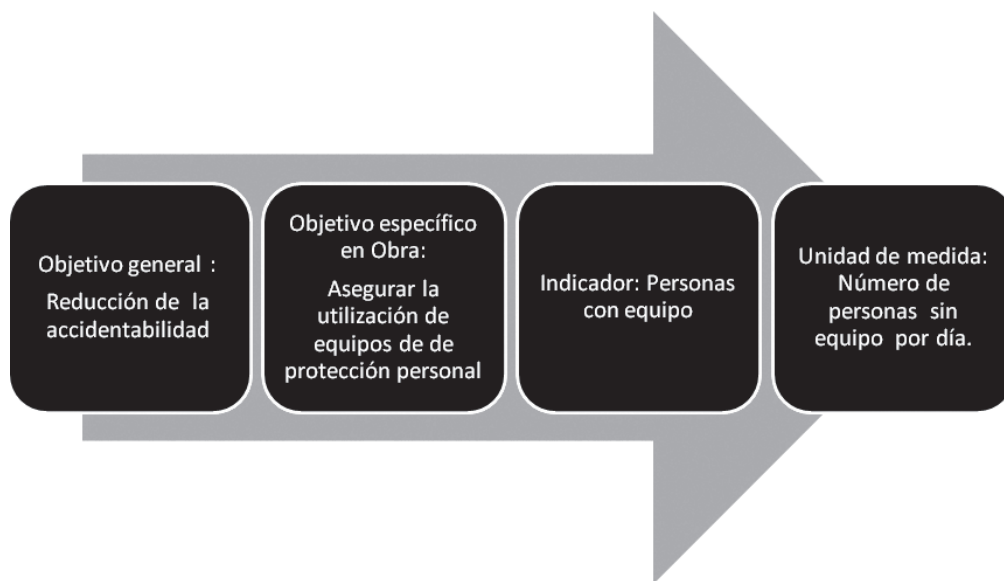 Objetivo general :
Reducción de la
accidentabilidad
Objetivo específico
en Obra:
Asegurar la
utilización de
equipos de de
protección personal
Indicador: Personas
con equipo
Unidad de medida:
Número de
personas sin
equipo por día.